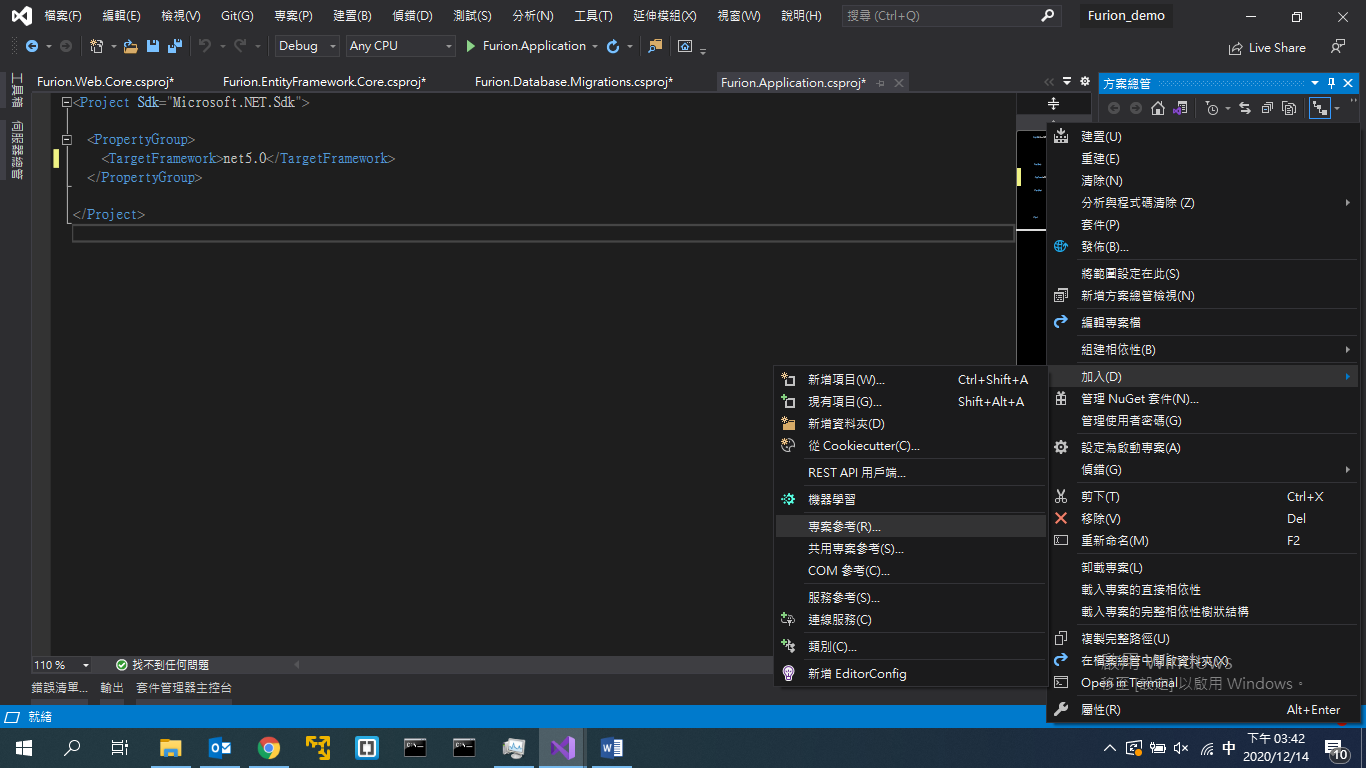 檔案(F) 編輯(E) 檢視(V) Git(G) 專案(P) 建置(B) 偵錯(D) 測試(S) 分析(N) 工具(T) 延伸模組(X) 視窗(W) 說明(H) 搜尋 (Ctrl+Q) Furion_demo
Debug Any CPU Furion.Application Live Share
工具箱
伺服器總管
Furion.Web.Core.csproj* Furion.EntityFramework.Core.csproj* Furion.Database.Migrations.csproj* Furion.Application.csproj*
<Project Sdk="Microsoft.NET.Sdk">
<PropertyGroup>
<TargetFramework>net5.0</TargetFramework>
</PropertyGroup>
</Project>
方案總管
建置(U)
重建(E)
清除(N)
分析與程式碼清除 (Z)
套件(P)
發佈(B)...
將範圍設定在此(S)
新增方案總管檢視(N)
編輯專案檔
組建相依性(B)
加入(D)
管理 NuGet 套件(N)...
管理使用者密碼(G)
設定為啟動專案(A)
偵錯(G)
剪下(T) Ctrl+X
移除(V) Del
重新命名(M) F2
卸載專案(L)
載入專案的直接相依性
載入專案的完整相依性樹狀結構
複製完整路徑(U)
在檔案總管中開啟資料夾(X)
Open in Terminal
屬性(R) Alt+Enter
新增項目(W)... Ctrl+Shift+A
現有項目(G)... Shift+Alt+A
新增資料夾(D)
從 Cookiecutter(C)...
REST API 用戶端...
機器學習
專案參考(R)...
共用專案參考(S)...
COM 參考(C)...
服務參考(S)...
連線服務(C)
類別(C)...
新增 EditorConfig
啟用 Windows
移至 [設定] 以啟用 Windows。
110 % 找不到任何問題
錯誤清單... 輸出 套件管理器主控台
就緒
中 下午 03:42
2020/12/14 10